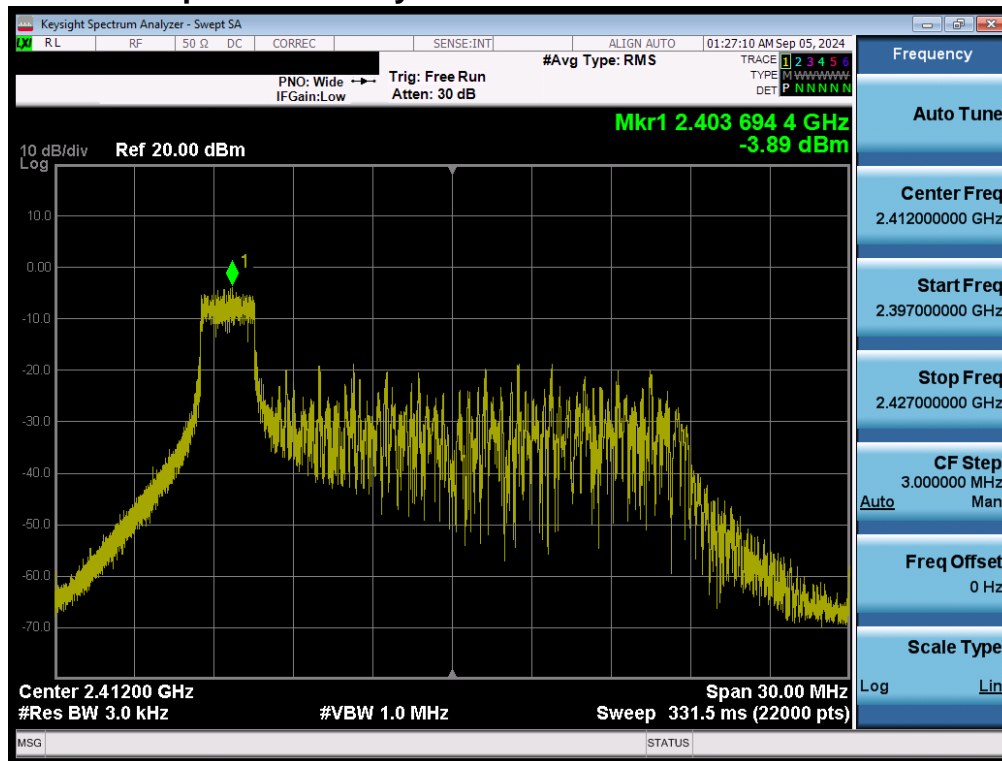 Keysight Spectrum Analyzer - Swept SA
LXI RL RF 50 Ω DC CORREC SENSE:INT ALIGN AUTO 01:27:10 AM Sep 05, 2024
PNO: Wide
IFGain:Low
Trig: Free Run
Atten: 30 dB
#Avg Type: RMS
TRACE 1 2 3 4 5 6
TYPE M WWWWW
DET P N N N N N
Mkr1 2.403 694 4 GHz
-3.89 dBm
10 dB/div Ref 20.00 dBm
Log
10.0
0.00
-10.0
-20.0
-30.0
-40.0
-50.0
-60.0
-70.0
1
Center 2.41200 GHz Span 30.00 MHz
#Res BW 3.0 kHz #VBW 1.0 MHz Sweep 331.5 ms (22000 pts)
MSG STATUS
Frequency
Auto Tune
Center Freq
2.412000000 GHz
Start Freq
2.397000000 GHz
Stop Freq
2.427000000 GHz
CF Step
3.000000 MHz
Auto Man
Freq Offset
0 Hz
Scale Type
Log Lin